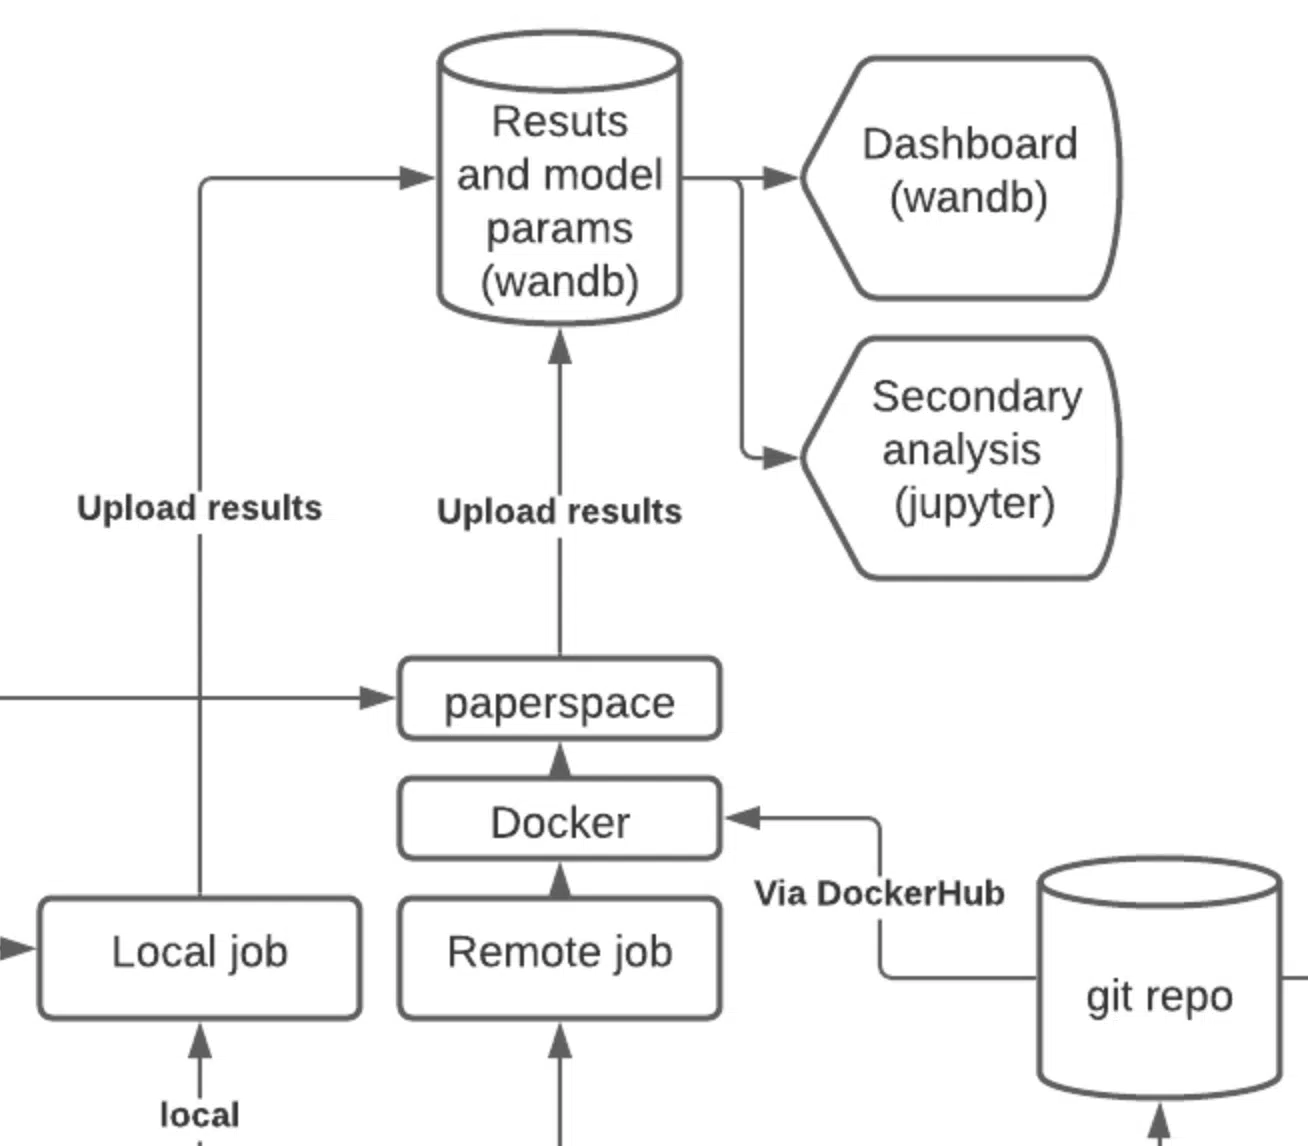 Resuts
and model
params
(wandb)
Dashboard
(wandb)
Secondary
analysis
(jupyter)
Upload results
Upload results
paperspace
Docker
Via DockerHub
Local job
Remote job
git repo
local